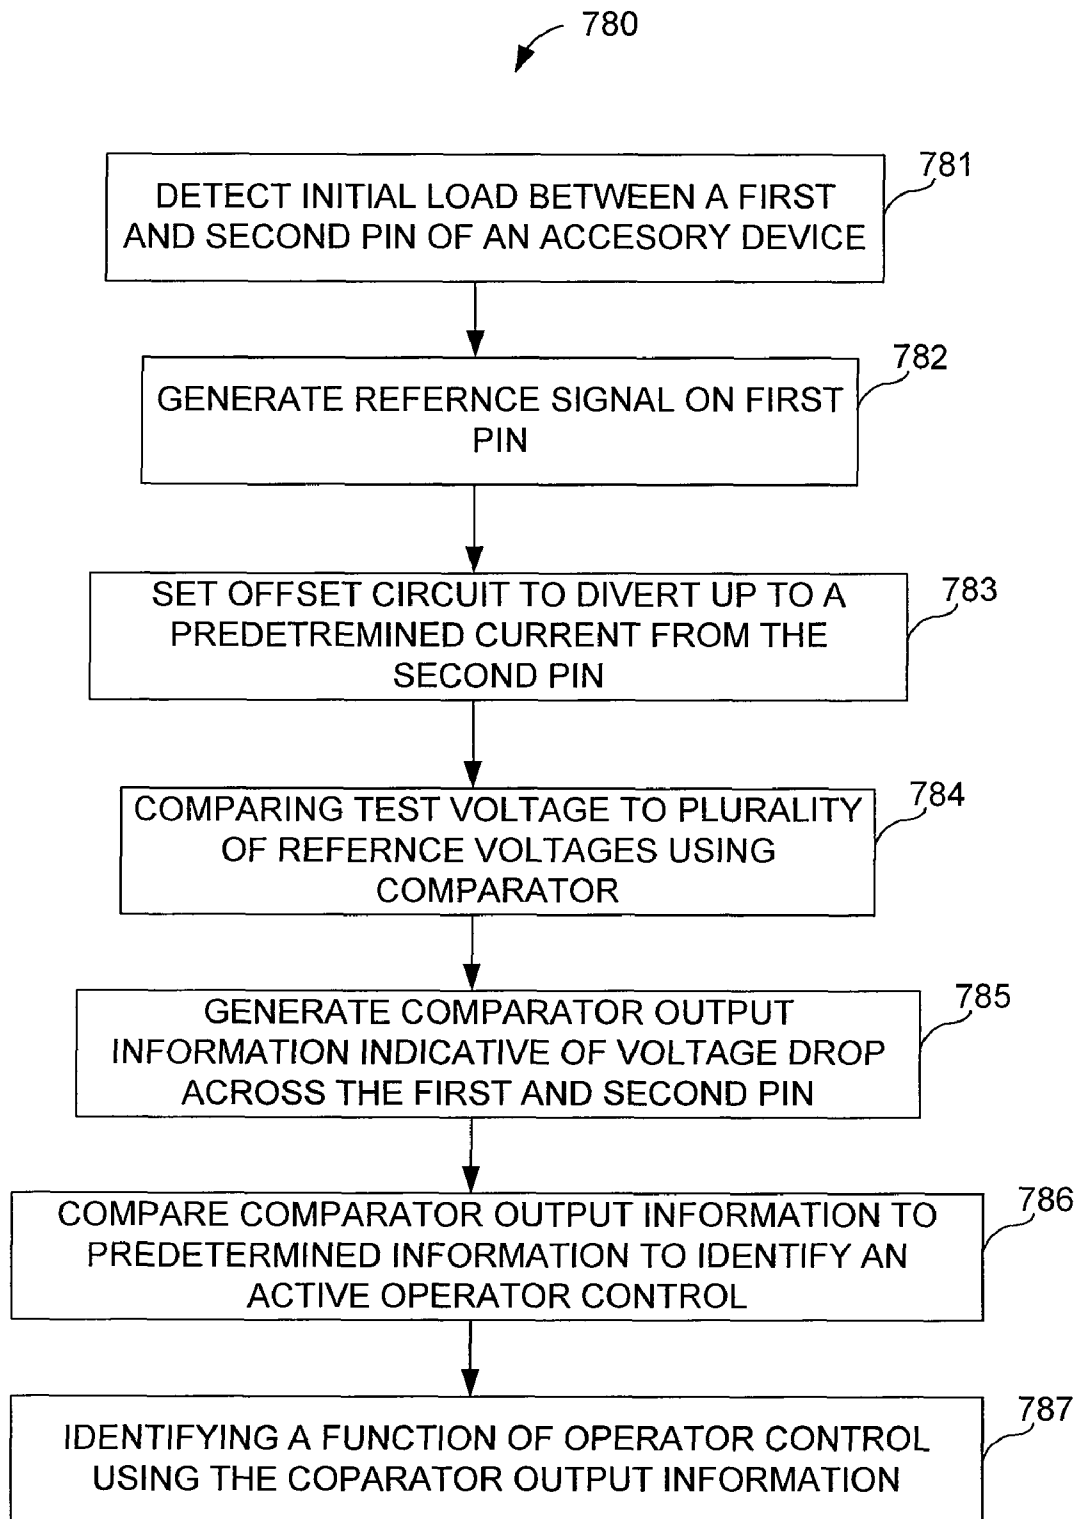 780
781
DETECT INITIAL LOAD BETWEEN A FIRST
AND SECOND PIN OF AN ACCESORY DEVICE
782
GENERATE REFERNCE SIGNAL ON FIRST
PIN
783
SET OFFSET CIRCUIT TO DIVERT UP TO A
PREDETREMINED CURRENT FROM THE
SECOND PIN
784
COMPARING TEST VOLTAGE TO PLURALITY
OF REFERNCE VOLTAGES USING
COMPARATOR
785
GENERATE COMPARATOR OUTPUT
INFORMATION INDICATIVE OF VOLTAGE DROP
ACROSS THE FIRST AND SECOND PIN
786
COMPARE COMPARATOR OUTPUT INFORMATION TO
PREDETERMINED INFORMATION TO IDENTIFY AN
ACTIVE OPERATOR CONTROL
787
IDENTIFYING A FUNCTION OF OPERATOR CONTROL
USING THE COPARATOR OUTPUT INFORMATION